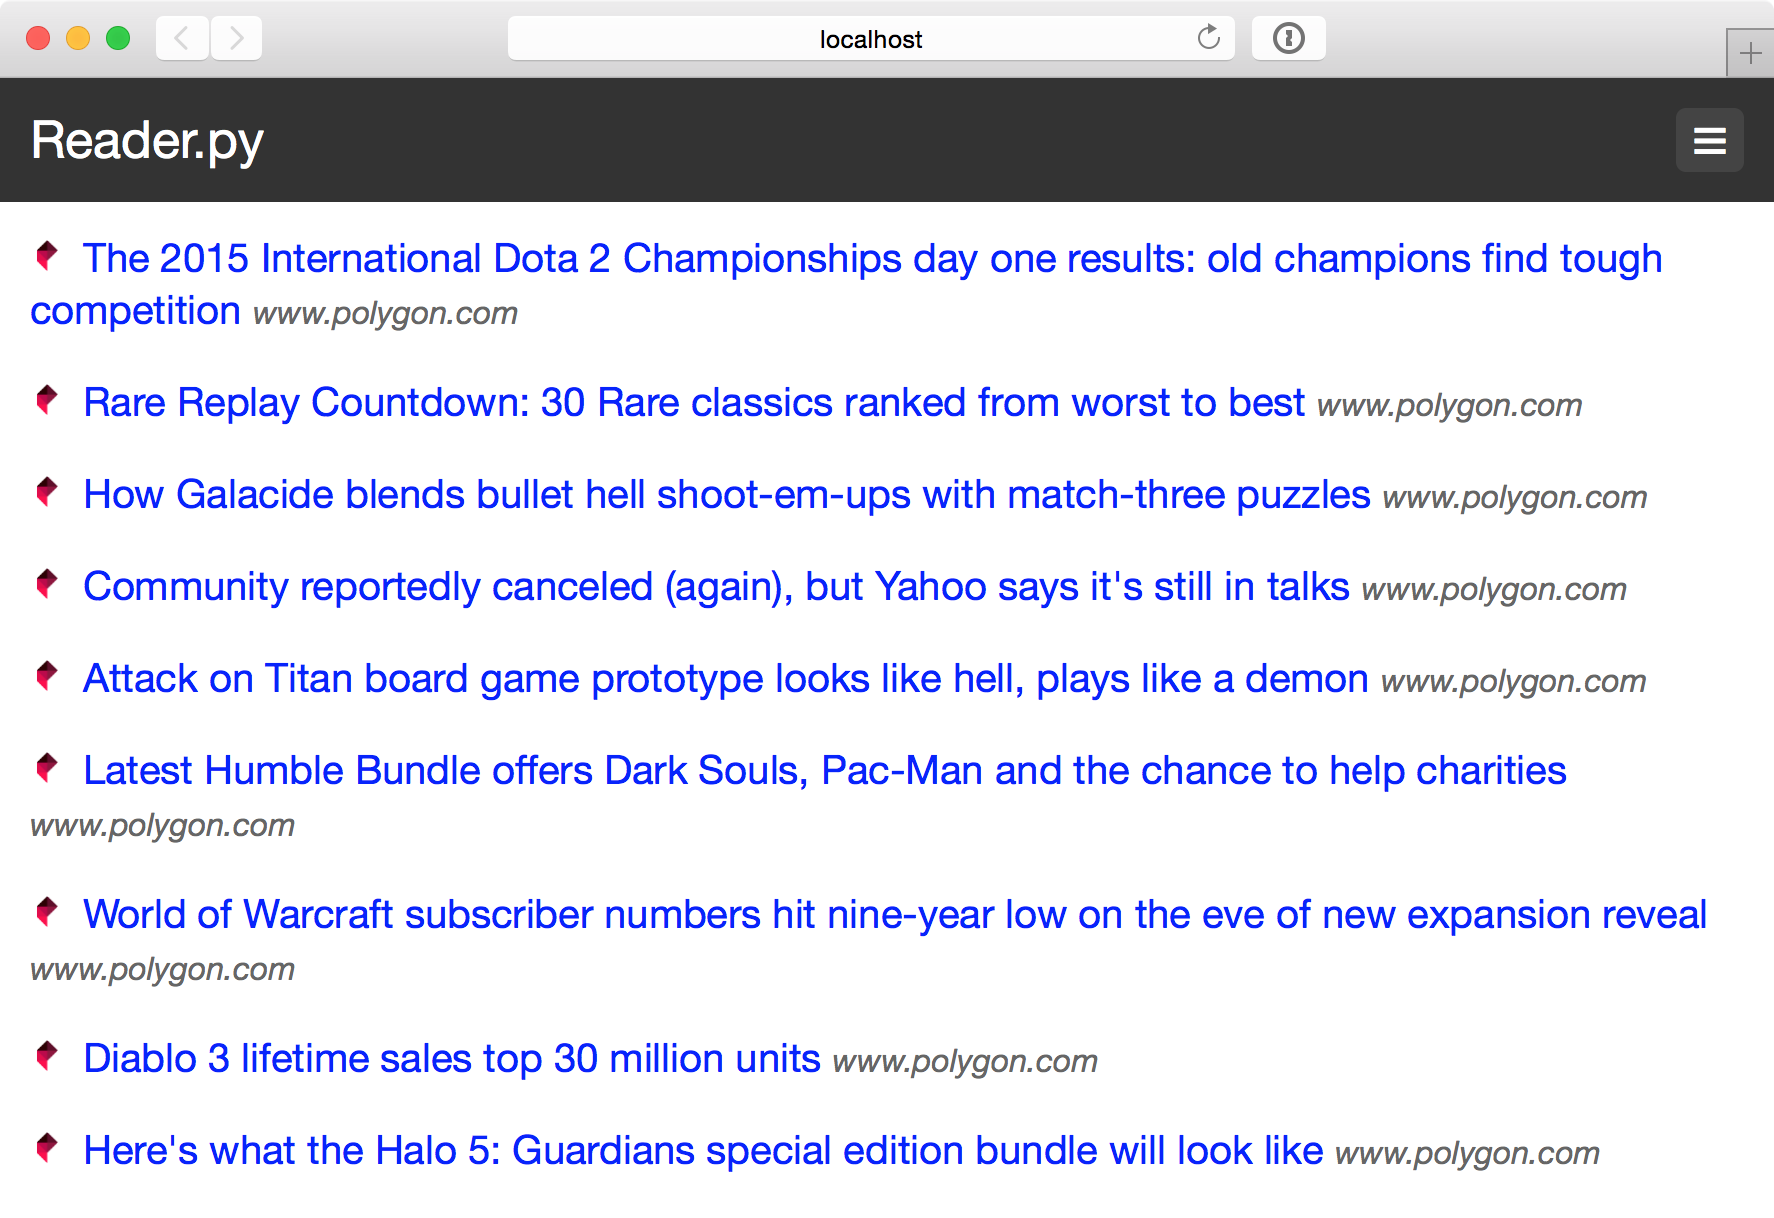 localhost
Reader.py
The 2015 International Dota 2 Championships day one results: old champions find tough
competition www.polygon.com
Rare Replay Countdown: 30 Rare classics ranked from worst to best www.polygon.com
How Galacide blends bullet hell shoot-em-ups with match-three puzzles www.polygon.com
Community reportedly canceled (again), but Yahoo says it's still in talks www.polygon.com
Attack on Titan board game prototype looks like hell, plays like a demon www.polygon.com
Latest Humble Bundle offers Dark Souls, Pac-Man and the chance to help charities
www.polygon.com
World of Warcraft subscriber numbers hit nine-year low on the eve of new expansion reveal
www.polygon.com
Diablo 3 lifetime sales top 30 million units www.polygon.com
Here's what the Halo 5: Guardians special edition bundle will look like www.polygon.com